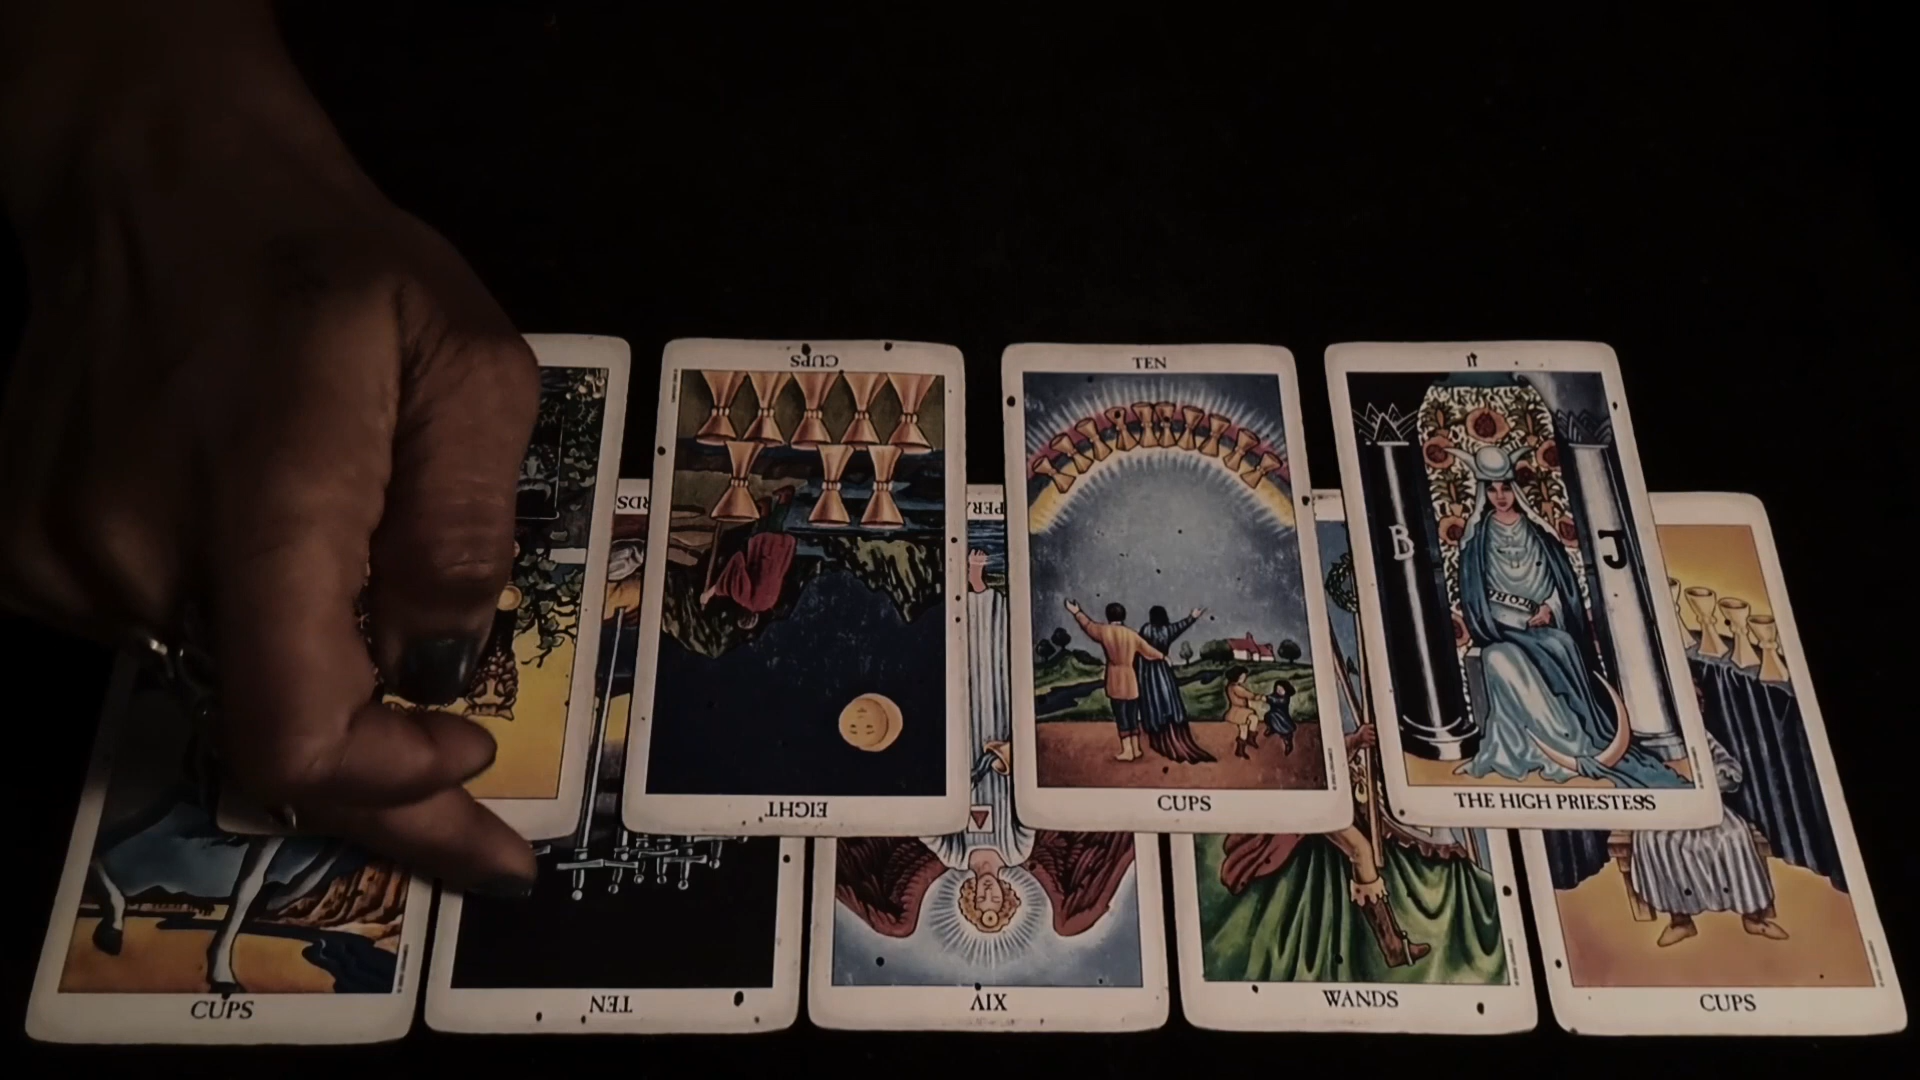 CUPS
TEN
II
EIGHT
CUPS
B
J
THE HIGH PRIESTESS
CUPS
TEN
XIV
WANDS
CUPS